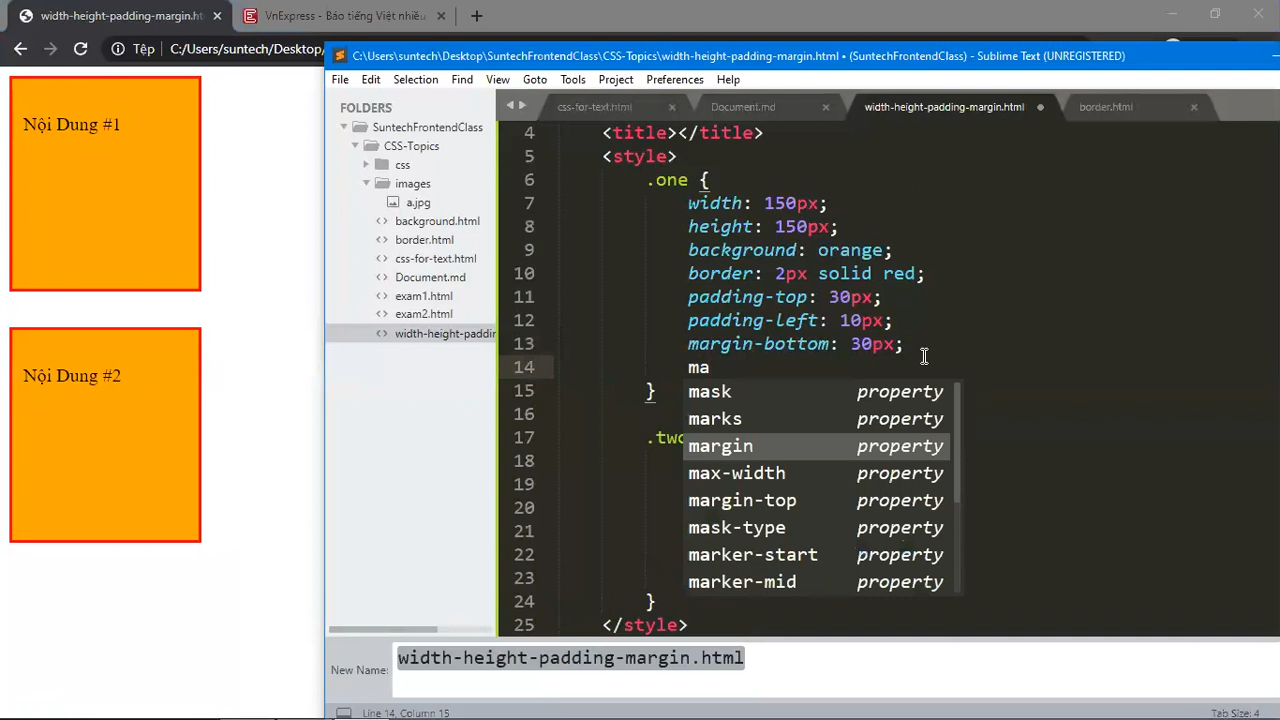 width-height-padding-margin.ht
VnExpress - Báo tiếng Việt nhiều
Tệp
C:/Users/suntech/Desktop/
C:\Users\suntech\Desktop\SuntechFrontendClass\CSS-Topics\width-height-padding-margin.html • (SuntechFrontendClass) - Sublime Text (UNREGISTERED)
File Edit Selection Find View Goto Tools Project Preferences Help
FOLDERS
SuntechFrontendClass
CSS-Topics
css
images
a.jpg
background.html
border.html
css-for-text.html
Document.md
exam1.html
exam2.html
width-height-paddin
css-for-text.html
Document.md
width-height-padding-margin.html
border.html
4 <title></title>
5 <style>
6 .one {
7 width: 150px;
8 height: 150px;
9 background: orange;
10 border: 2px solid red;
11 padding-top: 30px;
12 padding-left: 10px;
13 margin-bottom: 30px;
14 ma
15 }
16
17 .two
18
19
20
21
22
23
24 }
25 </style>
mask property
marks property
margin property
max-width property
margin-top property
mask-type property
marker-start property
marker-mid property
Nội Dung #1
Nội Dung #2
New Name: width-height-padding-margin.html
Line 14, Column 15
Tab Size: 4